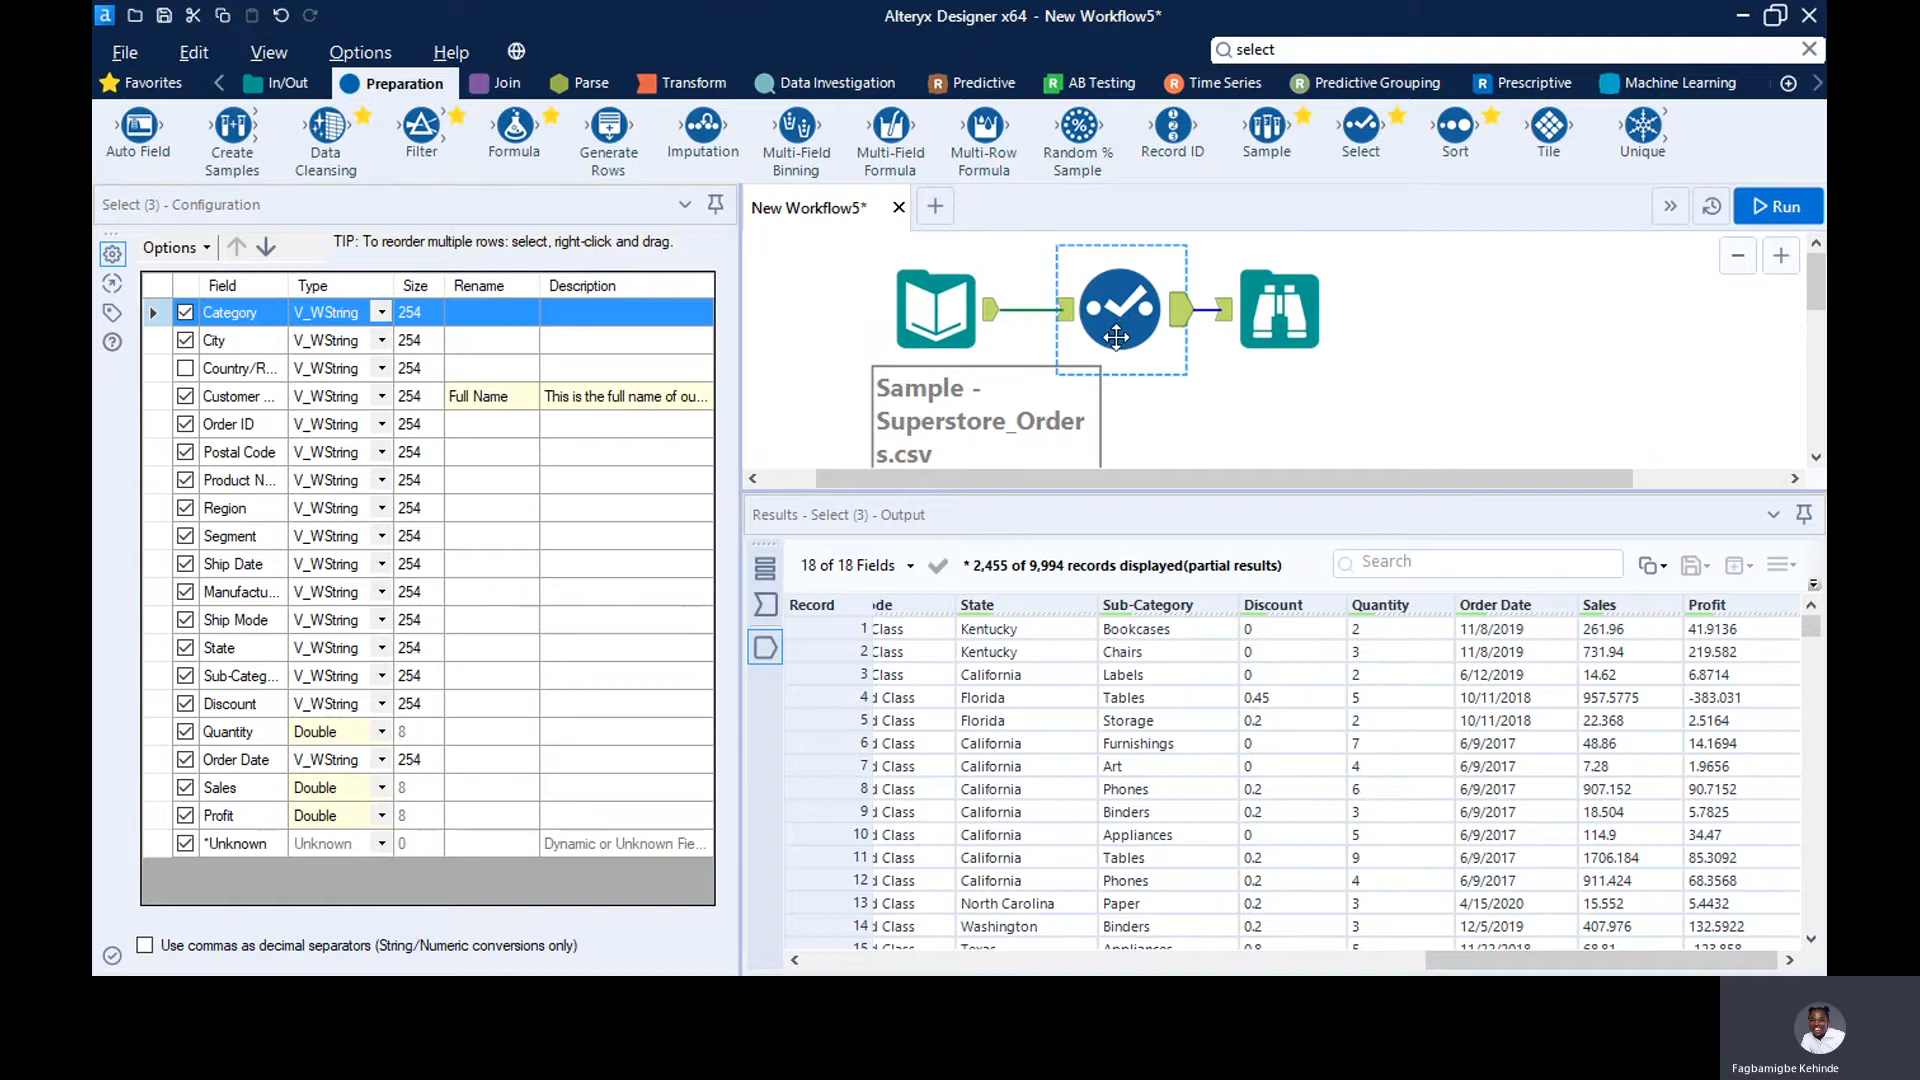 Alteryx Designer x64 - New Workflow5*
File Edit View Options Help
select
Favorites In/Out Preparation Join Parse Transform Data Investigation Predictive AB Testing Time Series Predictive Grouping Prescriptive Machine Learning
Auto Field Create Samples Data Cleansing Filter Formula Generate Rows Imputation Multi-Field Binning Multi-Field Formula Multi-Row Formula Random % Sample Record ID Sample Select Sort Tile Unique
Select (3) - Configuration
Options TIP: To reorder multiple rows: select, right-click and drag.
Field Type Size Rename Description
Category V_WString 254
City V_WString 254
Country/R... V_WString 254
Customer ... V_WString 254 Full Name This is the full name of ou...
Order ID V_WString 254
Postal Code V_WString 254
Product N... V_WString 254
Region V_WString 254
Segment V_WString 254
Ship Date V_WString 254
Manufactu... V_WString 254
Ship Mode V_WString 254
State V_WString 254
Sub-Categ... V_WString 254
Discount V_WString 254
Quantity Double 8
Order Date V_WString 254
Sales Double 8
Profit Double 8
*Unknown Unknown 0 Dynamic or Unknown Fie...
Use commas as decimal separators (String/Numeric conversions only)
New Workflow5*
Run
Sample -
Superstore_Order
s.csv
Results - Select (3) - Output
18 of 18 Fields * 2,455 of 9,994 records displayed(partial results) Search
Record de State Sub-Category Discount Quantity Order Date Sales Profit
1 Class Kentucky Bookcases 0 2 11/8/2019 261.96 41.9136
2 Class Kentucky Chairs 0 3 11/8/2019 731.94 219.582
3 Class California Labels 0 2 6/12/2019 14.62 6.8714
4 d Class Florida Tables 0.45 5 10/11/2018 957.5775 -383.031
5 d Class Florida Storage 0.2 2 10/11/2018 22.368 2.5164
6 d Class California Furnishings 0 7 6/9/2017 48.86 14.1694
7 d Class California Art 0 4 6/9/2017 7.28 1.9656
8 d Class California Phones 0.2 6 6/9/2017 907.152 90.7152
9 d Class California Binders 0.2 3 6/9/2017 18.504 5.7825
10 d Class California Appliances 0 5 6/9/2017 114.9 34.47
11 d Class California Tables 0.2 9 6/9/2017 1706.184 85.3092
12 d Class California Phones 0.2 4 6/9/2017 911.424 68.3568
13 d Class North Carolina Paper 0.2 3 4/15/2020 15.552 5.4432
14 d Class Washington Binders 0.2 3 12/5/2019 407.976 132.5922
15 d Class Texas Appliances 0.8 5 11/22/2018 68.81 -123.858
Fagbamigbe Kehinde